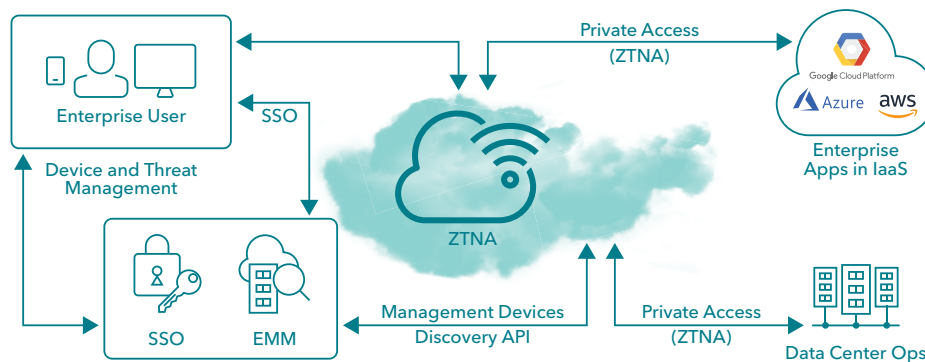 Private Access
(ZTNA)
Google Cloud Platform
Azure
aws
Enterprise User
SSO
Enterprise
Apps in IaaS
Device and Threat
Management
ZTNA
SSO
EMM
Management Devices
Discovery API
Private Access
(ZTNA)
Data Center Ops